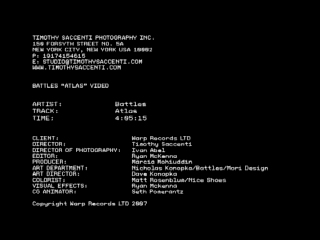 TIMOTHY SACCENTI PHOTOGRAPHY INC.
150 FORSYTH STREET NO. 5A
NEW YORK CITY, NEW YORK USA 10002
P: 19174154615
E: STUDIO@TIMOTHYSACCENTI.COM
WWW.TIMOTHYSACCENTI.COM
BATTLES "ATLAS" VIDEO
ARTIST: Battles
TRACK: Atlas
TIME: 4:05:15
CLIENT: Warp Records LTD
DIRECTOR: Timothy Saccenti
DIRECTOR OF PHOTOGRAPHY: Ivan Abel
EDITOR: Ryan McKenna
PRODUCER: Marcin Mohiuddin
ART DEPARTMENT: Nicholas Konopka/Battles/Mori Design
ART DIRECTOR: Dave Konopka
COLORIST: Matt Rosenblum/Nice Shoes
VISUAL EFFECTS: Ryan Mckenna
CG ANIMATOR: Seth Pomerantz
Copyright Warp Records LTD 2007